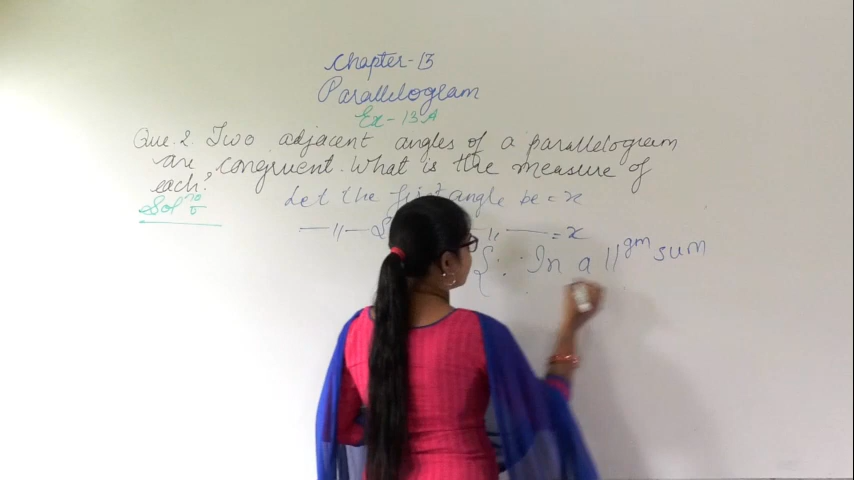 Chapter-13
Parallelogram
Ex-13A
Que.2. Two adjacent angles of a parallelogram
are congruent. What is the measure of
each?
Solⁿ
Let the first angle be = x
— 〃 — — 〃 — = x
{ ∵ In a ||gm sum